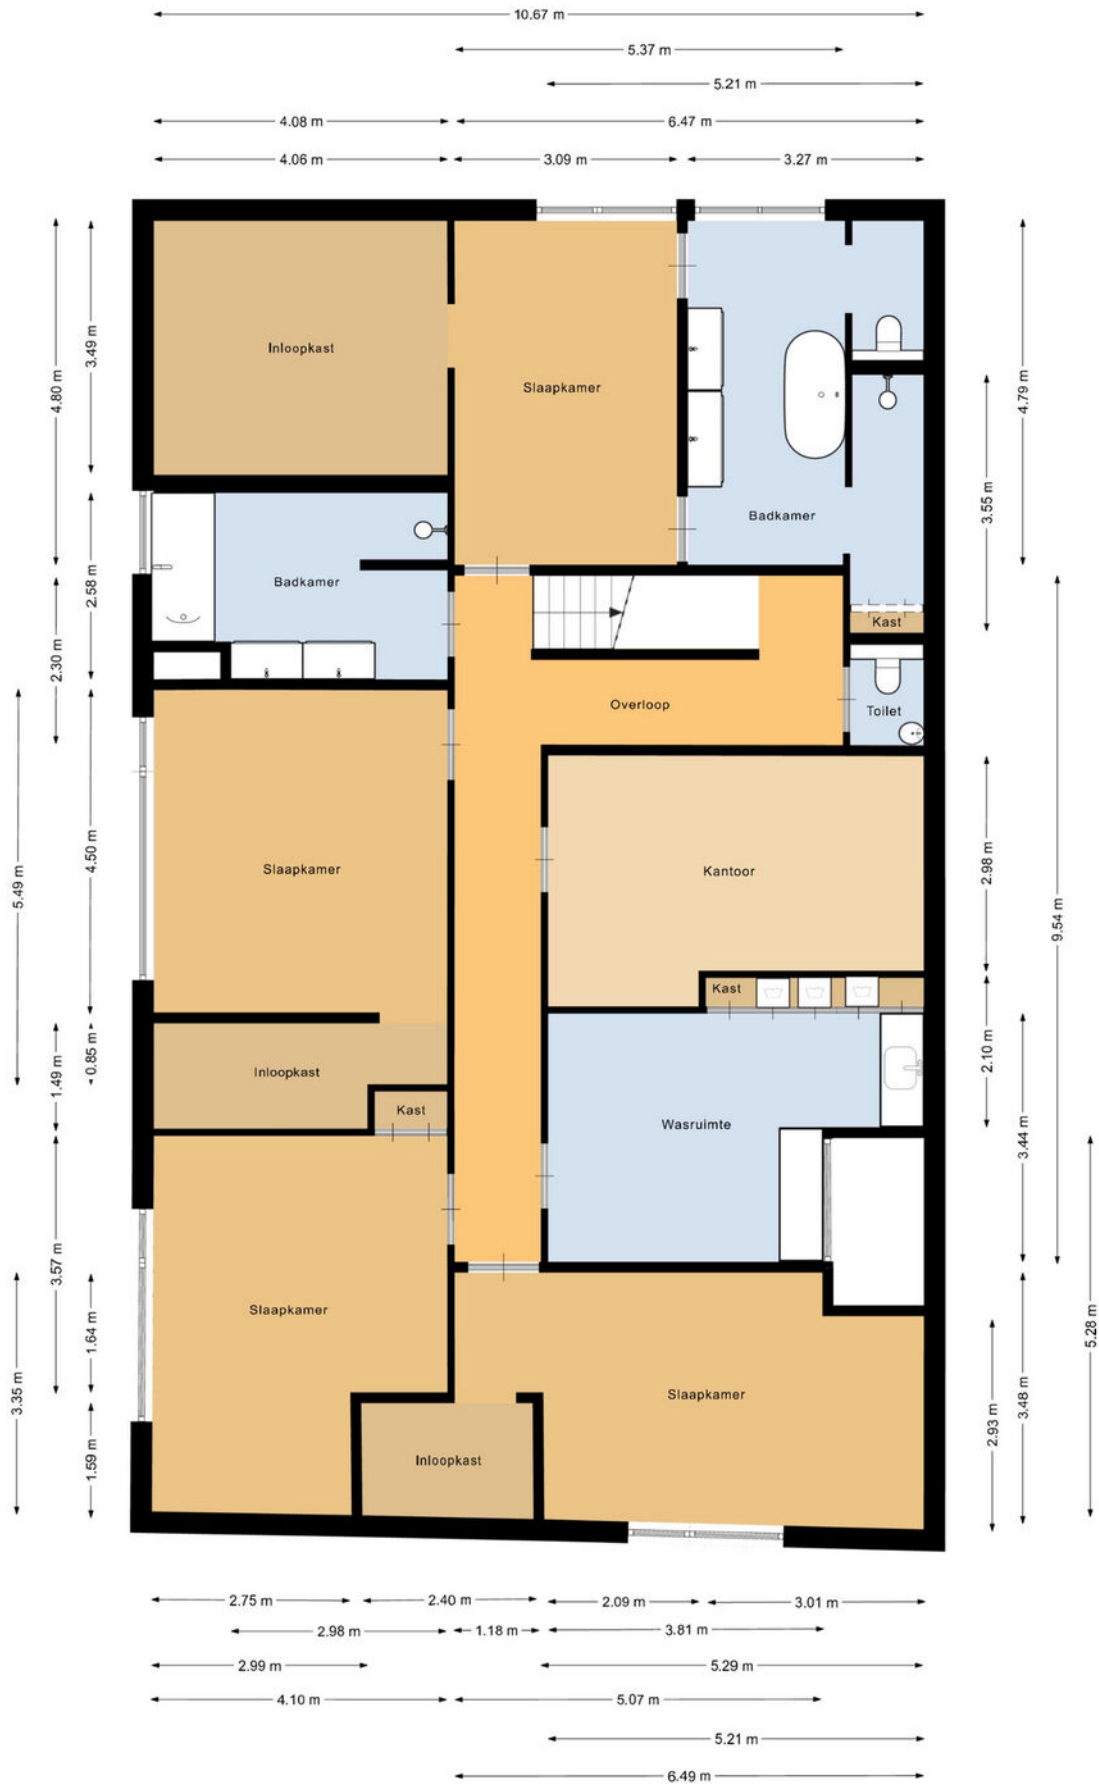 10.67 m
5.37 m
5.21 m
4.08 m
6.47 m
4.06 m
3.09 m
3.27 m
4.80 m
3.49 m
4.79 m
3.55 m
2.58 m
2.30 m
Inloopkast
Slaapkamer
Badkamer
Badkamer
Kast
Overloop
Toilet
5.49 m
4.50 m
Slaapkamer
Kantoor
2.98 m
9.54 m
Kast
1.49 m
0.85 m
Inloopkast
Kast
Wasruimte
2.10 m
3.44 m
3.57 m
Slaapkamer
5.28 m
3.35 m
1.64 m
Slaapkamer
3.48 m
2.93 m
1.59 m
Inloopkast
2.75 m
2.40 m
2.09 m
3.01 m
2.98 m
1.18 m
3.81 m
2.99 m
5.29 m
4.10 m
5.07 m
5.21 m
6.49 m